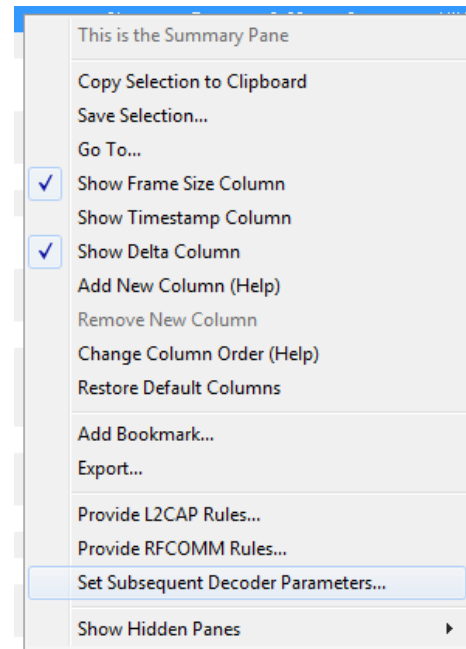 This is the Summary Pane
Copy Selection to Clipboard
Save Selection...
Go To...
Show Frame Size Column
Show Timestamp Column
Show Delta Column
Add New Column (Help)
Remove New Column
Change Column Order (Help)
Restore Default Columns
Add Bookmark...
Export...
Provide L2CAP Rules...
Provide RFCOMM Rules...
Set Subsequent Decoder Parameters...
Show Hidden Panes